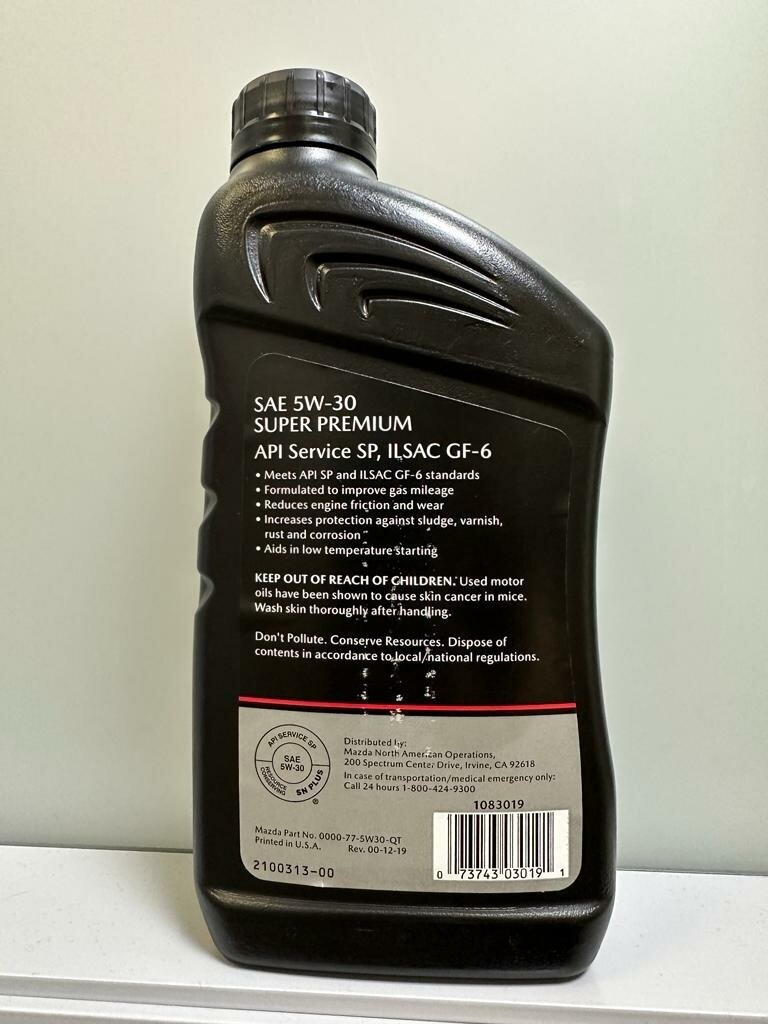 SAE 5W-30
SUPER PREMIUM
API Service SP, ILSAC GF-6
• Meets API SP and ILSAC GF-6 standards
• Formulated to improve gas mileage
• Reduces engine friction and wear
• Increases protection against sludge, varnish,
rust and corrosion
• Aids in low temperature starting
KEEP OUT OF REACH OF CHILDREN. Used motor
oils have been shown to cause skin cancer in mice.
Wash skin thoroughly after handling.
Don't Pollute. Conserve Resources. Dispose of
contents in accordance to local/national regulations.
API SERVICE SP
SAE
5W-30
RESOURCE
CONSERVING
SN PLUS
®
Distributed by:
Mazda North American Operations,
200 Spectrum Center Drive, Irvine, CA 92618
In case of transportation/medical emergency only:
Call 24 hours 1-800-424-9300
1083019
Mazda Part No. 0000-77-5W30-QT
Printed in U.S.A. Rev. 00-12-19
2100313-00
0 73743 03019 1